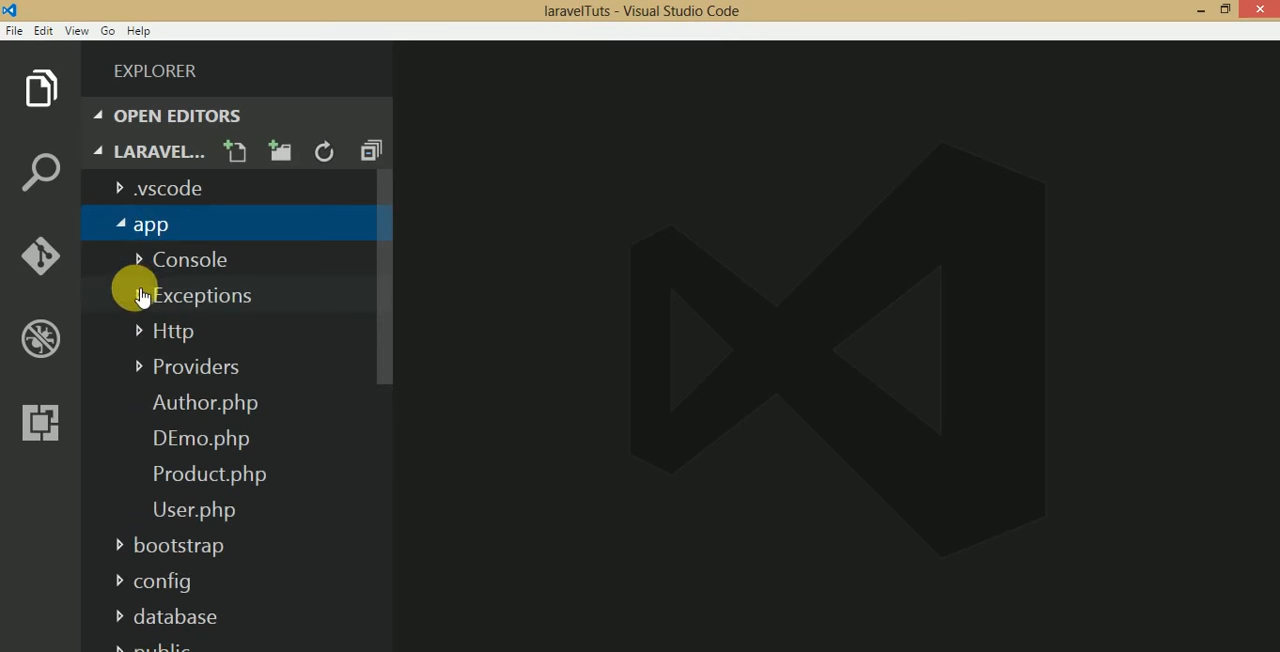 laravelTuts - Visual Studio Code
File Edit View Go Help
EXPLORER
OPEN EDITORS
LARAVEL...
.vscode
app
Console
Exceptions
Http
Providers
Author.php
DEmo.php
Product.php
User.php
bootstrap
config
database
public